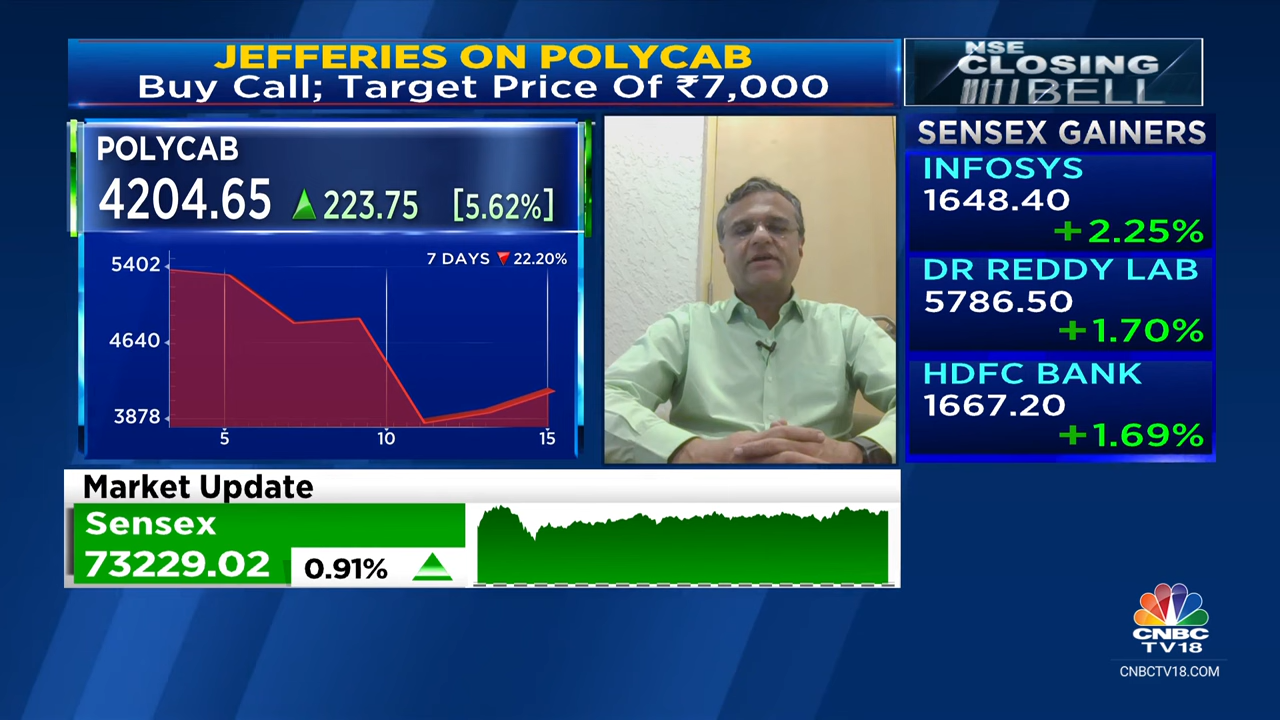 JEFFERIES ON POLYCAB
Buy Call; Target Price Of ₹7,000
NSE
CLOSING
BELL
POLYCAB
4204.65 ▲ 223.75 [5.62%]
7 DAYS ▼ 22.20%
5402
4640
3878
5 10 15
SENSEX GAINERS
INFOSYS
1648.40
+2.25%
DR REDDY LAB
5786.50
+1.70%
HDFC BANK
1667.20
+1.69%
Market Update
Sensex
73229.02 0.91% ▲
CNBC
TV18
CNBCTV18.COM